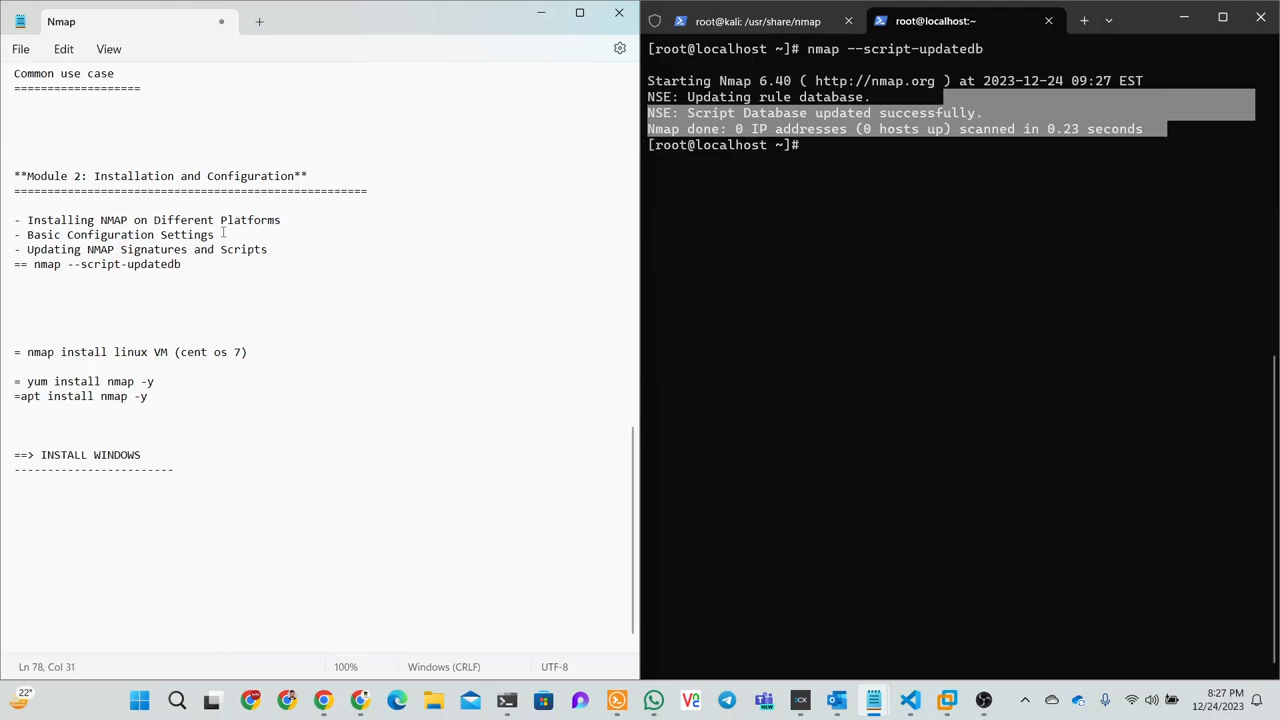 Nmap
File Edit View
Common use case
===================
**Module 2: Installation and Configuration**
=====================================================
- Installing NMAP on Different Platforms
- Basic Configuration Settings
- Updating NMAP Signatures and Scripts
== nmap --script-updatedb
= nmap install linux VM (cent os 7)
= yum install nmap -y
=apt install nmap -y
==> INSTALL WINDOWS
------------------------
Ln 78, Col 31
100%
Windows (CRLF)
UTF-8
root@kali: /usr/share/nmap
root@localhost:~
[root@localhost ~]# nmap --script-updatedb
Starting Nmap 6.40 ( http://nmap.org ) at 2023-12-24 09:27 EST
NSE: Updating rule database.
NSE: Script Database updated successfully.
Nmap done: 0 IP addresses (0 hosts up) scanned in 0.23 seconds
[root@localhost ~]#
22°
8:27 PM
12/24/2023